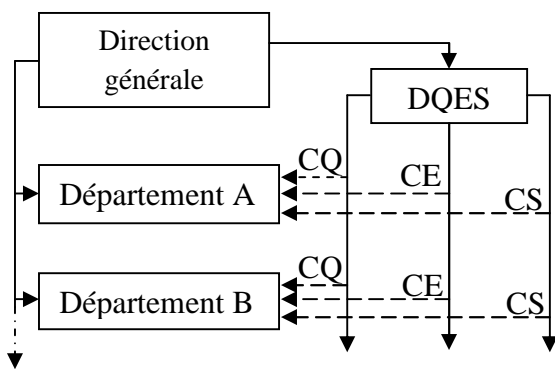 Direction
générale
DQES
CQ
CE
Département A
CS
CQ
CE
Département B
CS